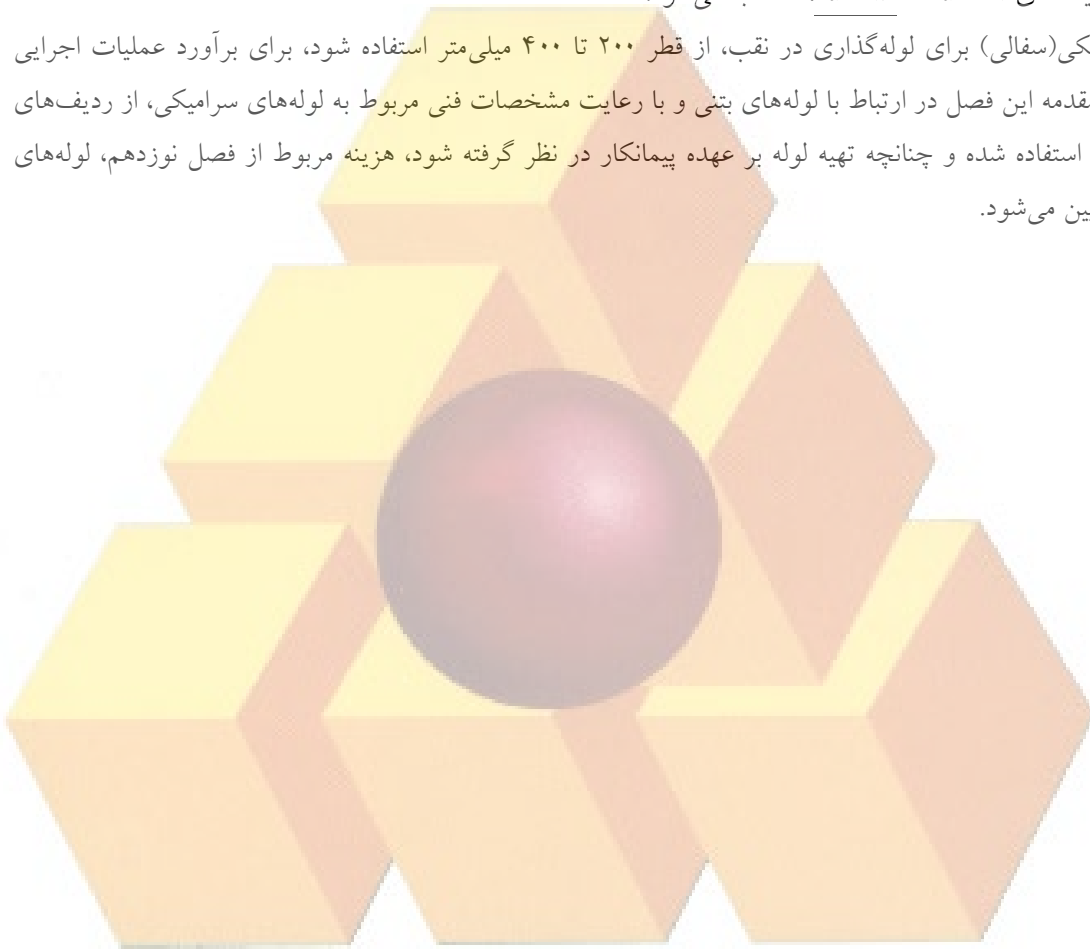 کی(سفالی) برای لوله‌گذاری در نقب، از قطر ۲۰۰ تا ۴۰۰ میلی‌متر استفاده شود، برای برآورد عملیات اجرایی
قدمه این فصل در ارتباط با لوله‌های بتنی و با رعایت مشخصات فنی مربوط به لوله‌های سرامیکی، از ردیف‌های
استفاده شده و چنانچه تهیه لوله بر عهده پیمانکار در نظر گرفته شود، هزینه مربوط از فصل نوزدهم، لوله‌های
ین می‌شود.